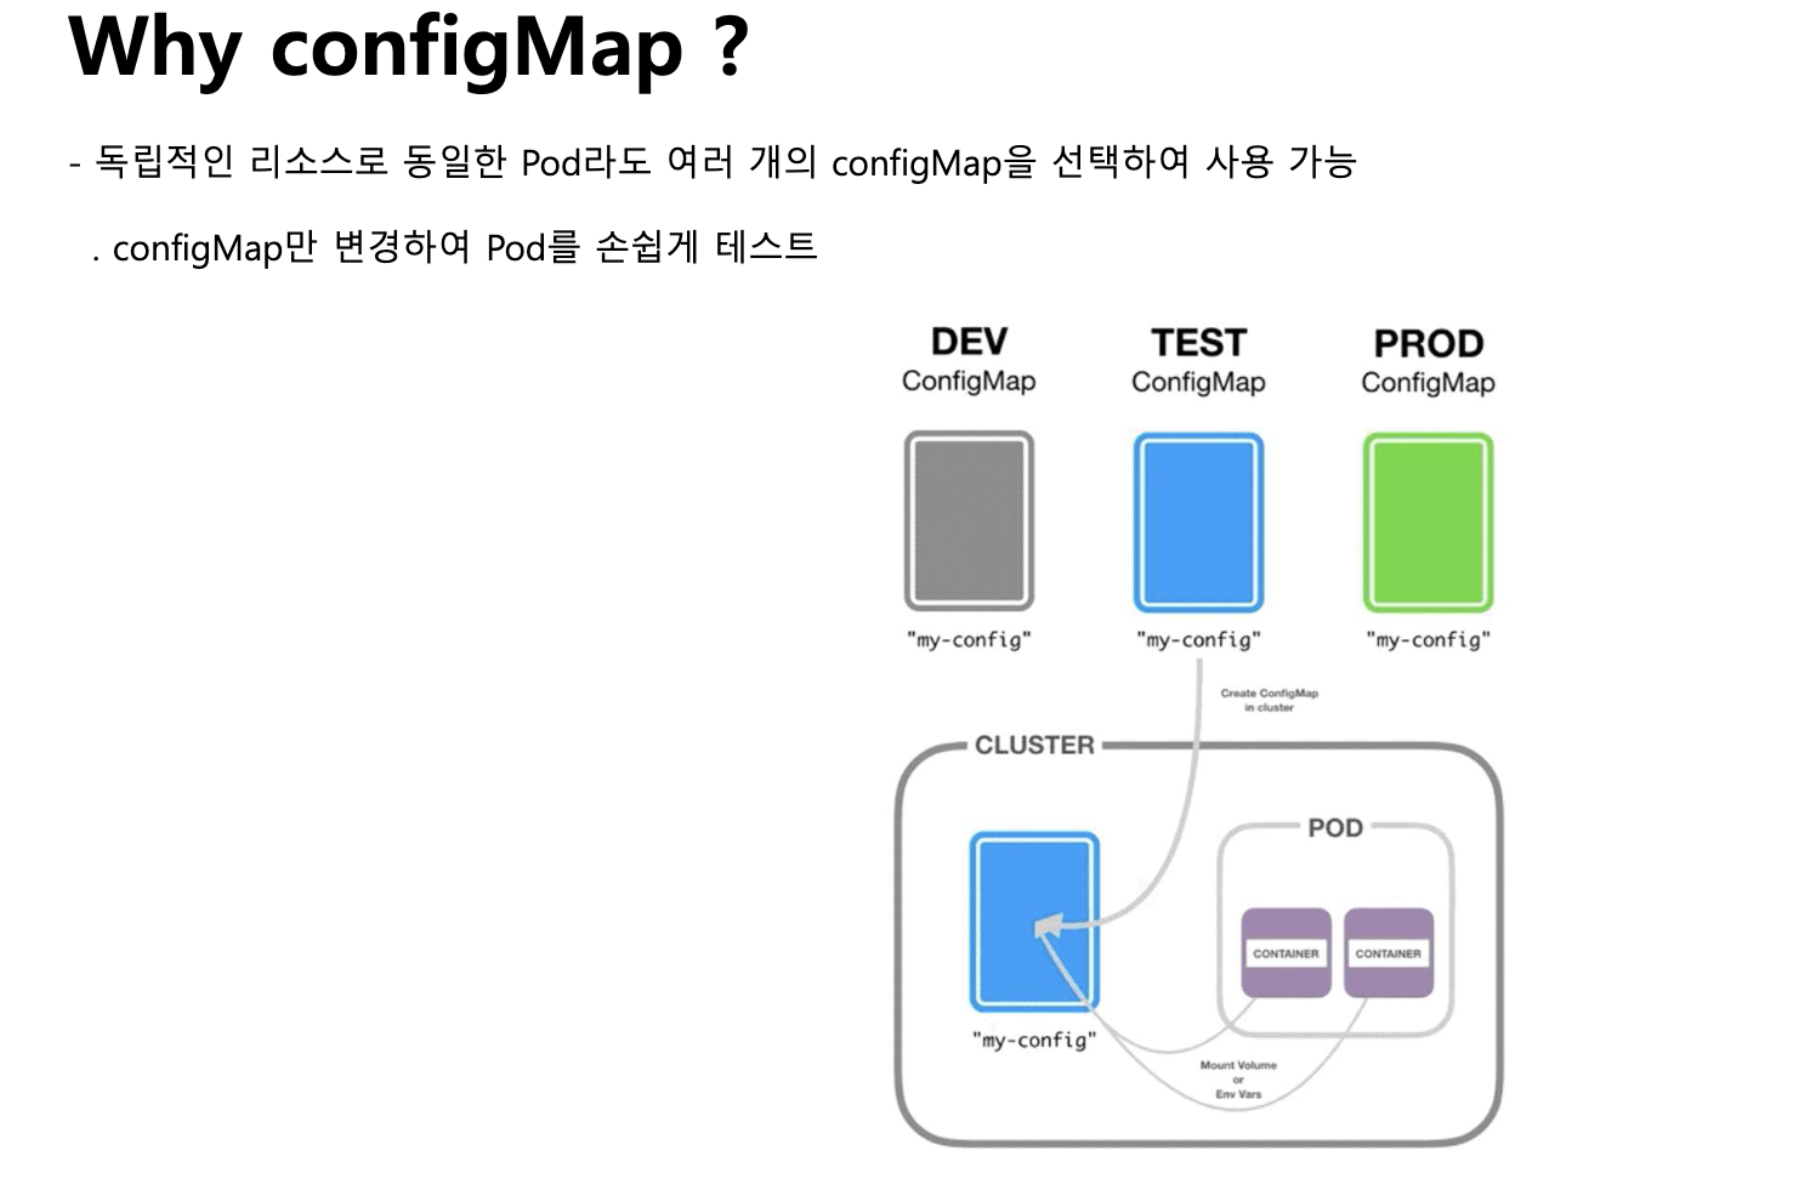 Why configMap ?
- 독립적인 리소스로 동일한 Pod라도 여러 개의 configMap을 선택하여 사용 가능
. configMap만 변경하여 Pod를 손쉽게 테스트
DEV
ConfigMap
TEST
ConfigMap
PROD
ConfigMap
"my-config"
"my-config"
"my-config"
Create ConfigMap
in cluster
CLUSTER
POD
CONTAINER
CONTAINER
"my-config"
Mount Volume
or
Env Vars